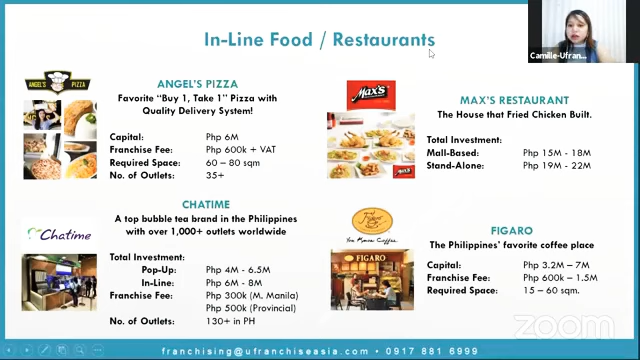 In-Line Food / Restaurants
Camille-Ufran...
ANGEL'S PIZZA
ANGEL'S PIZZA
Favorite "Buy 1, Take 1" Pizza with
Quality Delivery System!
Capital: Php 6M
Franchise Fee: Php 600k + VAT
Required Space: 60 – 80 sqm
No. of Outlets: 35+
Max's
RESTAURANT
MAX'S RESTAURANT
The House that Fried Chicken Built.
Total Investment:
Mall-Based: Php 15M - 18M
Stand-Alone: Php 19M - 22M
Max's
Chatime
CHATIME
A top bubble tea brand in the Philippines
with over 1,000+ outlets worldwide
Total Investment:
Pop-Up: Php 4M - 6.5M
In-Line: Php 6M - 8M
Franchise Fee: Php 300k (M. Manila)
Php 500k (Provincial)
No. of Outlets: 130+ in PH
Figaro
FIGARO
FIGARO
The Philippines' favorite coffee place
Capital: Php 3.2M – 7M
Franchise Fee: Php 600k – 1.5M
Required Space: 15 – 60 sqm.
zoom
franchising@ufranchiseasia.com • 0917 881 6999